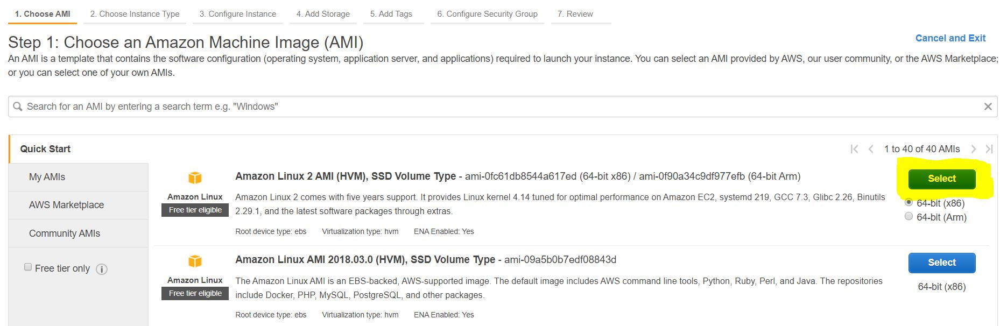 1. Choose AMI 2. Choose Instance Type 3. Configure Instance 4. Add Storage 5. Add Tags 6. Configure Security Group 7. Review
Step 1: Choose an Amazon Machine Image (AMI)
Cancel and Exit
An AMI is a template that contains the software configuration (operating system, application server, and applications) required to launch your instance. You can select an AMI provided by AWS, our user community, or the AWS Marketplace;
or you can select one of your own AMIs.
Search for an AMI by entering a search term e.g. "Windows"
Quick Start
1 to 40 of 40 AMIs
My AMIs
AWS Marketplace
Community AMIs
Free tier only
Amazon Linux
Free tier eligible
Amazon Linux 2 AMI (HVM), SSD Volume Type - ami-0fc61db8544a617ed (64-bit x86) / ami-0f90a34c9df977efb (64-bit Arm)
Amazon Linux 2 comes with five years support. It provides Linux kernel 4.14 tuned for optimal performance on Amazon EC2, systemd 219, GCC 7.3, Glibc 2.26, Binutils
2.29.1, and the latest software packages through extras.
Root device type: ebs Virtualization type: hvm ENA Enabled: Yes
Select
64-bit (x86)
64-bit (Arm)
Amazon Linux
Free tier eligible
Amazon Linux AMI 2018.03.0 (HVM), SSD Volume Type - ami-09a5b0b7edf08843d
The Amazon Linux AMI is an EBS-backed, AWS-supported image. The default image includes AWS command line tools, Python, Ruby, Perl, and Java. The repositories
include Docker, PHP, MySQL, PostgreSQL, and other packages.
Root device type: ebs Virtualization type: hvm ENA Enabled: Yes
Select
64-bit (x86)